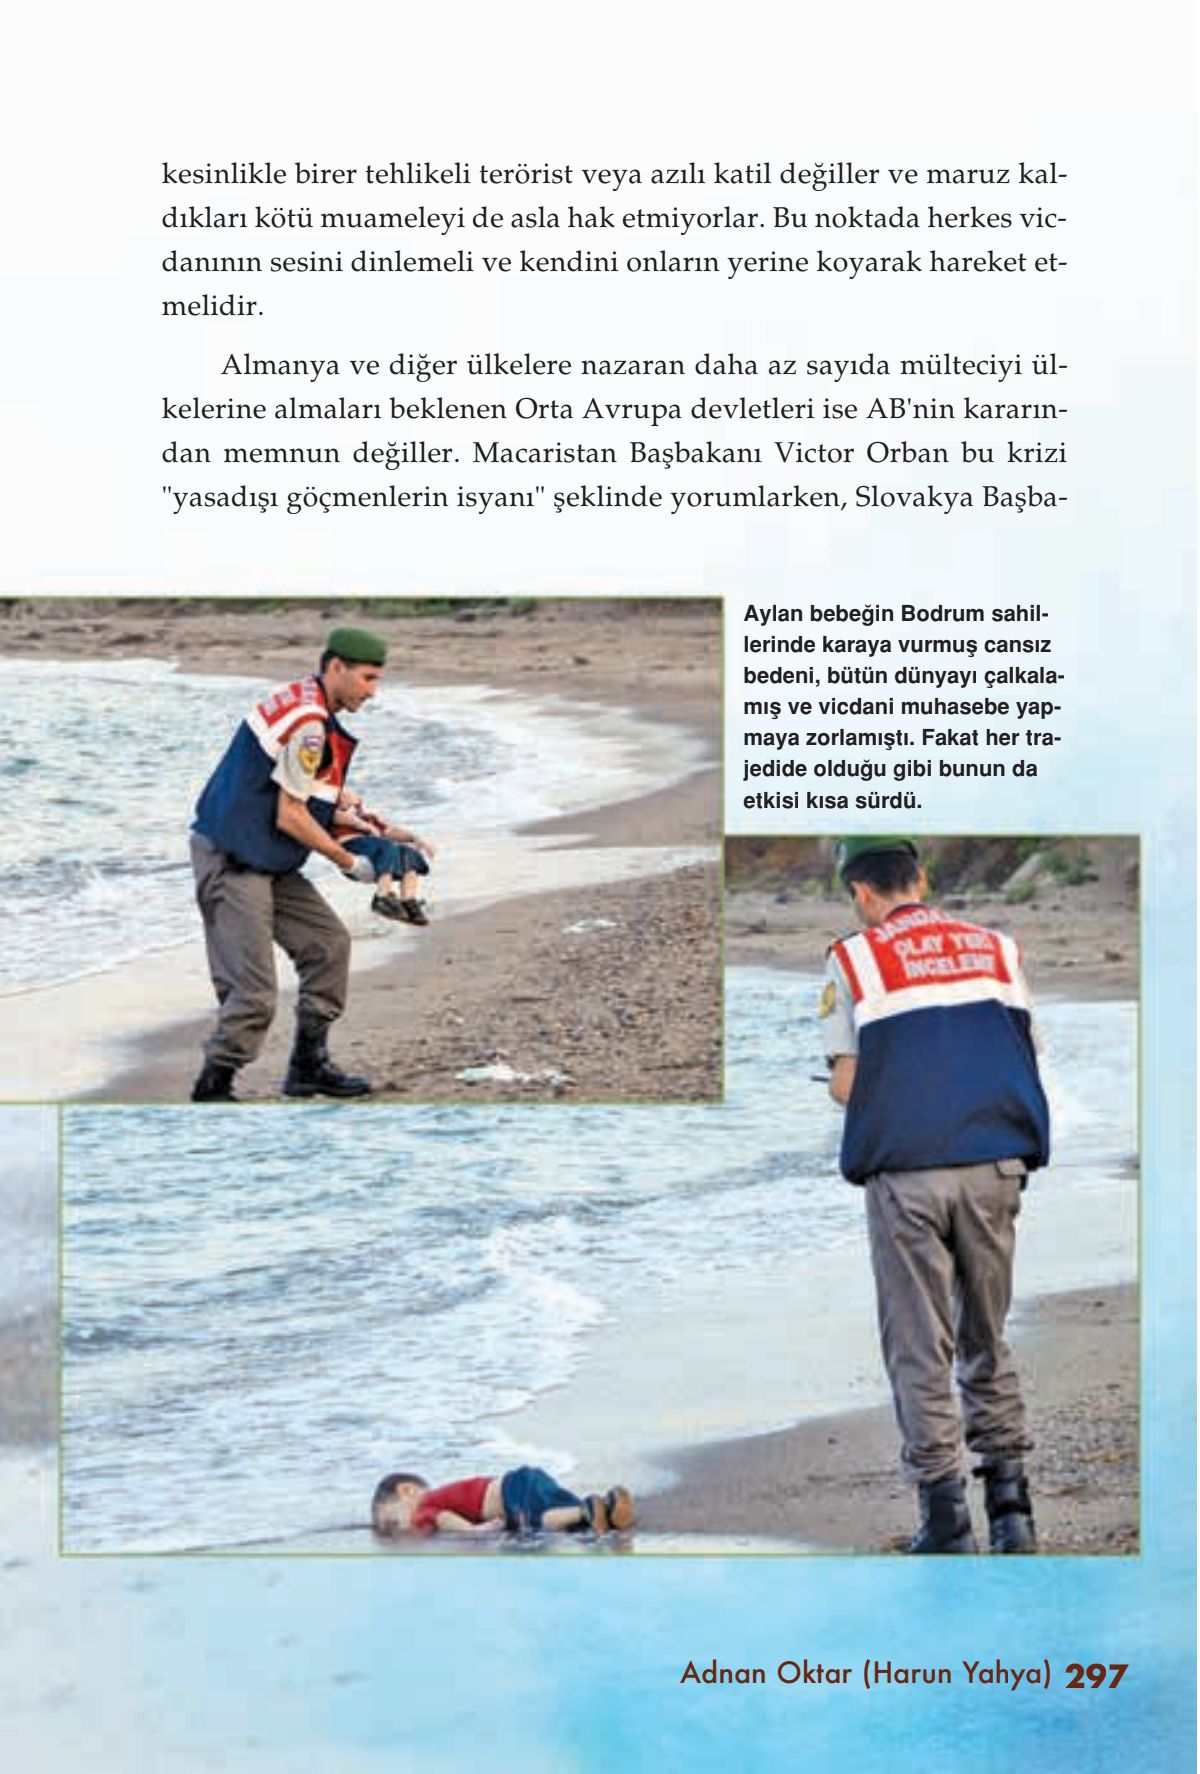 kesinlikle birer tehlikeli terörist veya azılı katil değiller ve maruz kal-
dıkları kötü muameleyi de asla hak etmiyorlar. Bu noktada herkes vic-
danının sesini dinlemeli ve kendini onların yerine koyarak hareket et-
melidir.
Almanya ve diğer ülkelere nazaran daha az sayıda mülteciyi ül-
kelerine almaları beklenen Orta Avrupa devletleri ise AB'nin kararın-
dan memnun değiller. Macaristan Başbakanı Victor Orban bu krizi
"yasadışı göçmenlerin isyanı" şeklinde yorumlarken, Slovakya Başba-
Aylan bebeğin Bodrum sahil-
lerinde karaya vurmuş cansız
bedeni, bütün dünyayı çalkala-
mış ve vicdani muhasebe yap-
maya zorlamıştı. Fakat her tra-
jedide olduğu gibi bunun da
etkisi kısa sürdü.
OLAY YERİ
İNCELEME
Adnan Oktar (Harun Yahya) 297